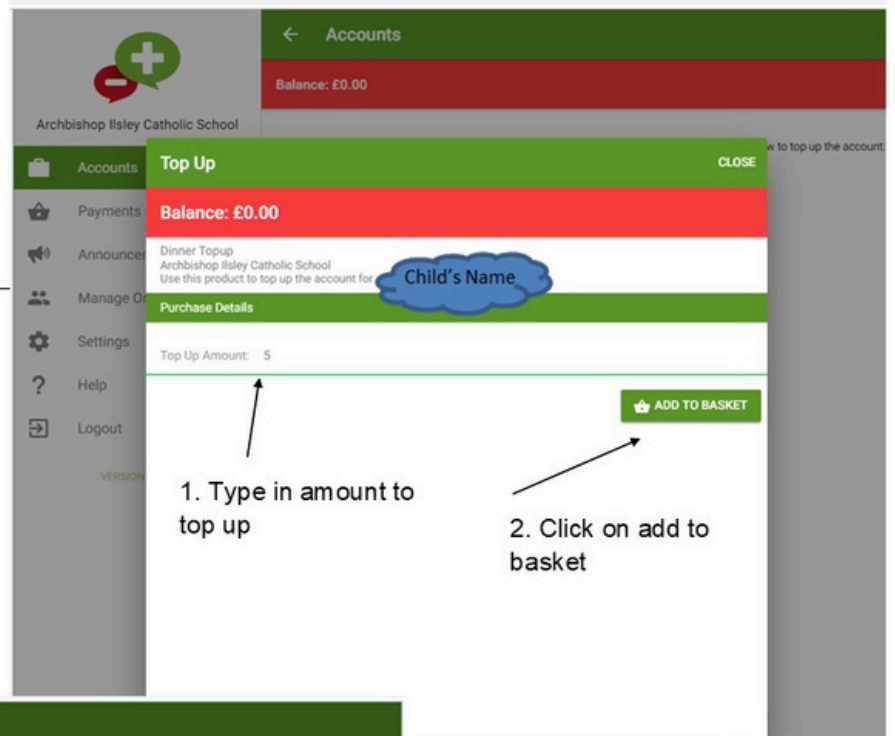 ← Accounts
Balance: £0.00
Archbishop Ilsley Catholic School
w to top up the account
Accounts
Payments
Announcem
Manage Or
Settings
? Help
Logout
VERSION
Top Up
CLOSE
Balance: £0.00
Dinner Topup
Archbishop Ilsley Catholic School
Use this product to top up the account for
Child's Name
Purchase Details
Top Up Amount: 5
ADD TO BASKET
1. Type in amount to
top up
2. Click on add to
basket